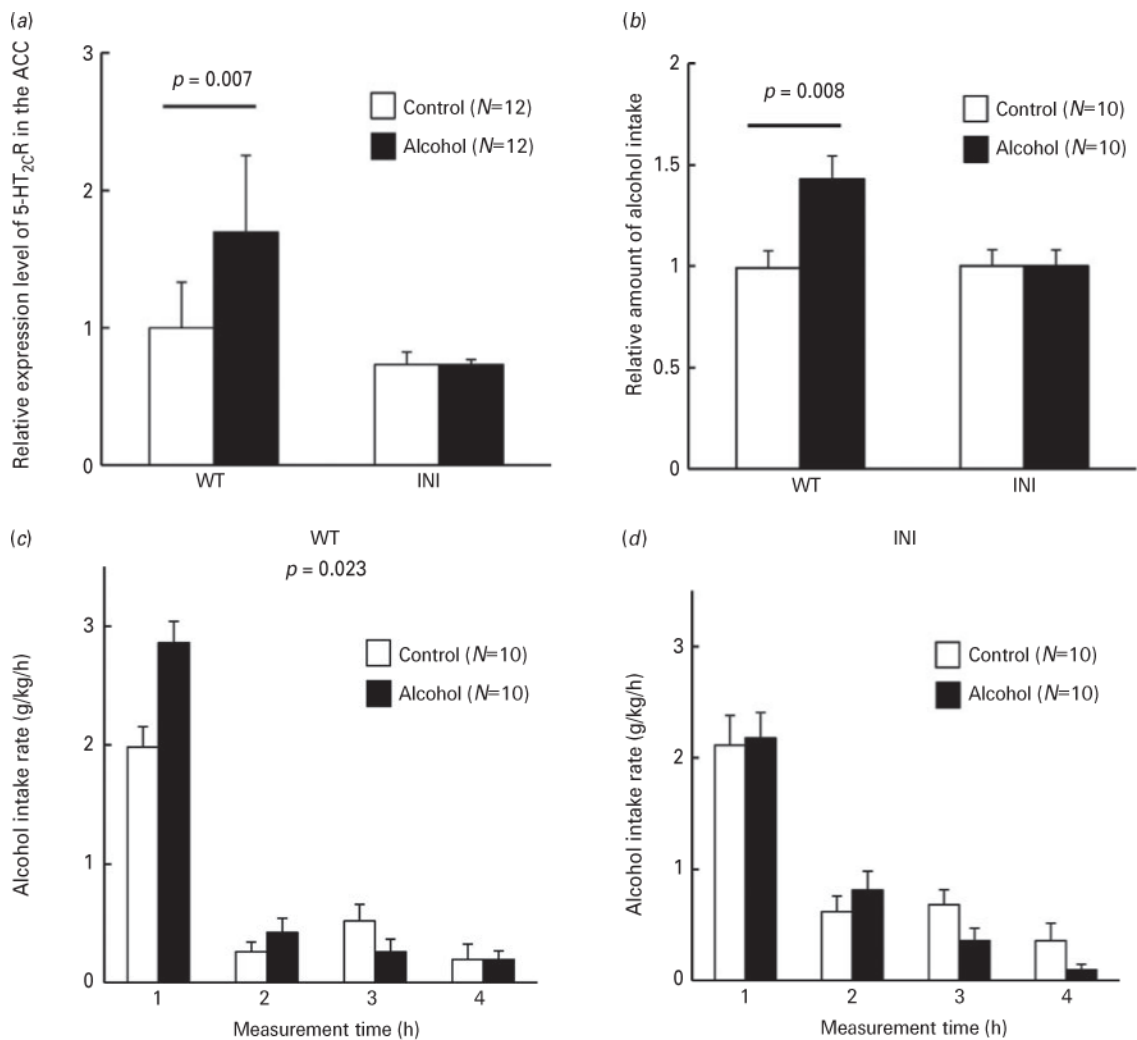 (a)
Relative expression level of 5-HT2CR in the ACC
3
2
1
0
p = 0.007
Control (N=12)
Alcohol (N=12)
WT INI
(b)
Relative amount of alcohol intake
2
1.5
1
0.5
0
p = 0.008
Control (N=10)
Alcohol (N=10)
WT INI
(c)
WT
p = 0.023
Alcohol intake rate (g/kg/h)
3
2
1
0
Control (N=10)
Alcohol (N=10)
1 2 3 4
Measurement time (h)
(d)
INI
Alcohol intake rate (g/kg/h)
3
2
1
0
Control (N=10)
Alcohol (N=10)
1 2 3 4
Measurement time (h)